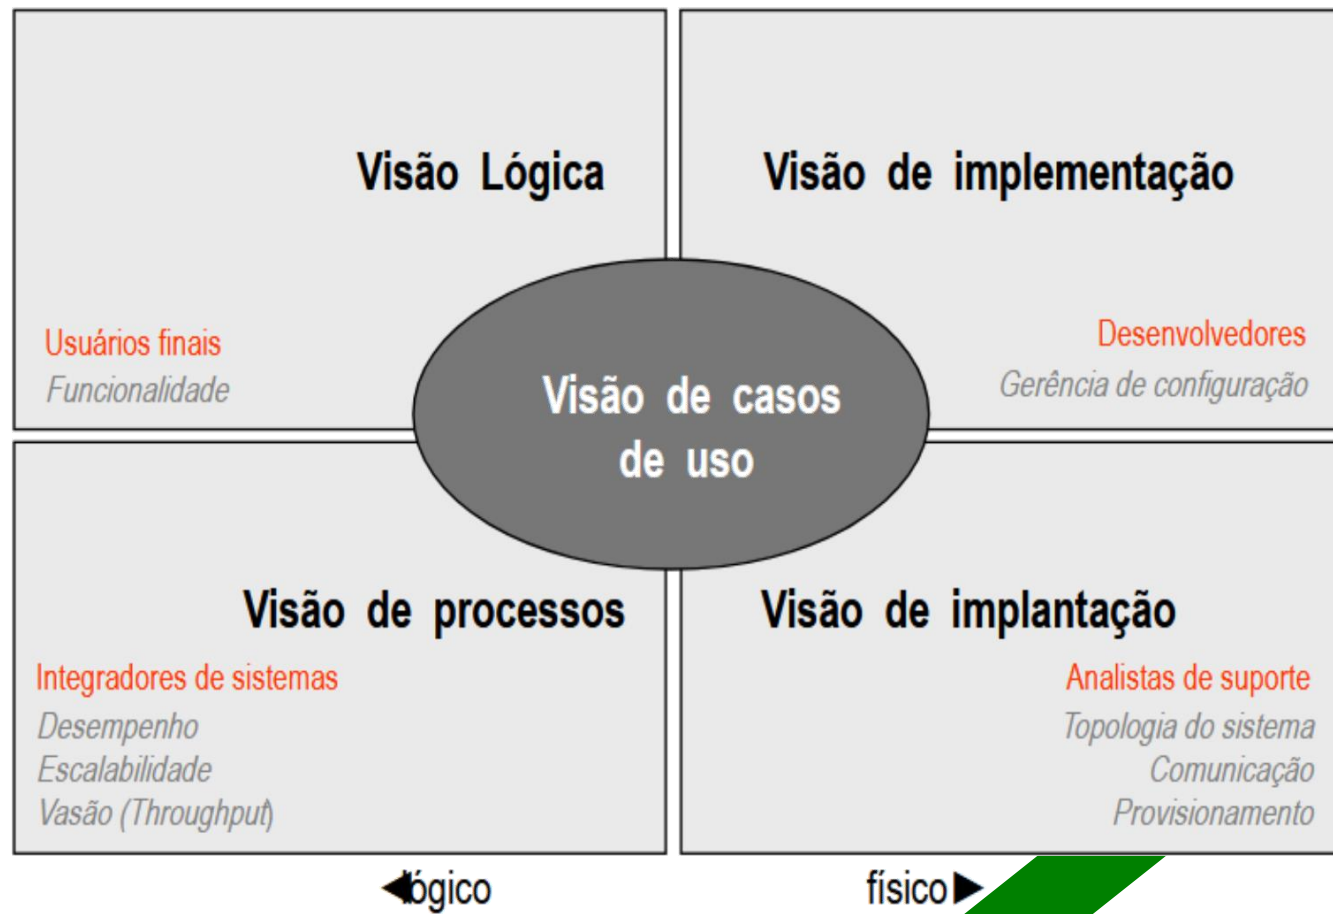 Visão Lógica
Usuários finais
Funcionalidade
Visão de implementação
Desenvolvedores
Gerência de configuração
Visão de casos
de uso
Visão de processos
Integradores de sistemas
Desempenho
Escalabilidade
Vasão (Throughput)
Visão de implantação
Analistas de suporte
Topologia do sistema
Comunicação
Provisionamento
lógico
físico